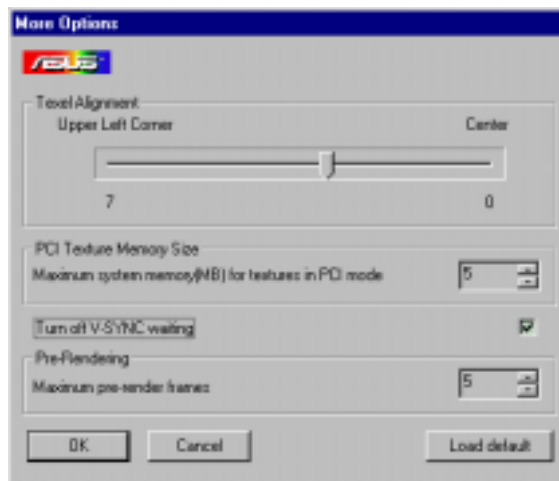 More Options
ASUS
Texel Alignment
Upper Left Corner Center
7 0
PCI Texture Memory Size
Maximum system memory(MB) for textures in PCI mode 5
Turn off V-SYNC waiting
Pre-Rendering
Maximum pre-render frames 5
OK Cancel Load default